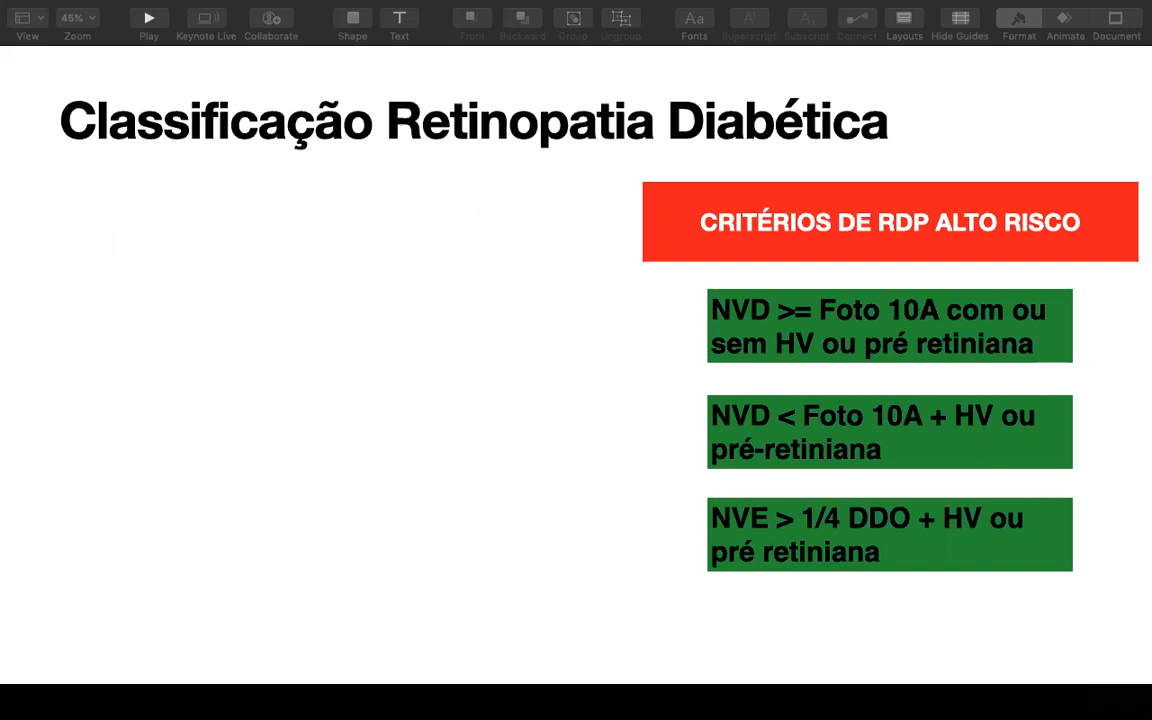 45%
View
Zoom
Play
Keynote Live
Collaborate
Shape
T
Text
Front
Backward
Group
Ungroup
Aa
Fonts
Superscript
Subscript
Connect
Layouts
Hide Guides
Format
Animate
Document
Classificação Retinopatia Diabética
CRITÉRIOS DE RDP ALTO RISCO
NVD >= Foto 10A com ou
sem HV ou pré retiniana
NVD < Foto 10A + HV ou
pré-retiniana
NVE > 1/4 DDO + HV ou
pré retiniana